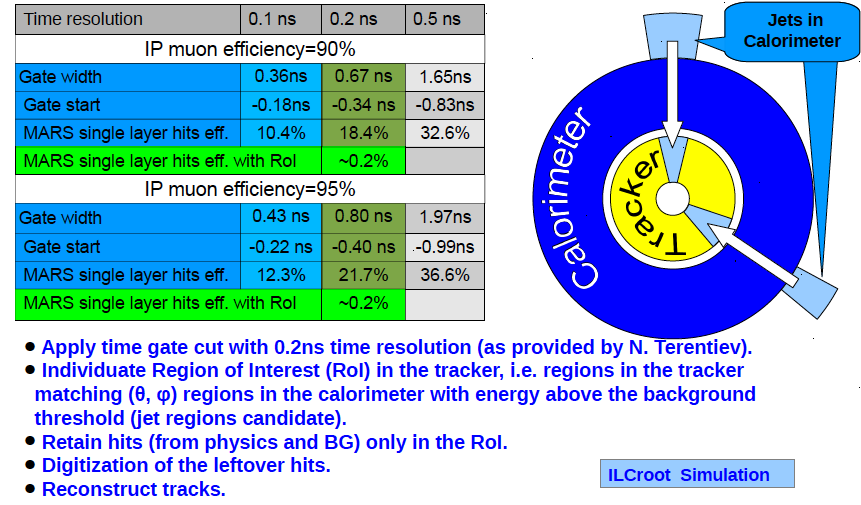 Time resolution 0.1 ns 0.2 ns 0.5 ns
IP muon efficiency=90%
Gate width 0.36ns 0.67 ns 1.65ns
Gate start -0.18ns -0.34 ns -0.83ns
MARS single layer hits eff. 10.4% 18.4% 32.6%
MARS single layer hits eff. with RoI ~0.2%
IP muon efficiency=95%
Gate width 0.43 ns 0.80 ns 1.97ns
Gate start -0.22 ns -0.40 ns -0.99ns
MARS single layer hits eff. 12.3% 21.7% 36.6%
MARS single layer hits eff. with RoI ~0.2%
Jets in
Calorimeter
Calorimeter
Tracker
● Apply time gate cut with 0.2ns time resolution (as provided by N. Terentiev).
● Individuate Region of Interest (RoI) in the tracker, i.e. regions in the tracker
matching (θ, φ) regions in the calorimeter with energy above the background
threshold (jet regions candidate).
● Retain hits (from physics and BG) only in the RoI.
● Digitization of the leftover hits.
● Reconstruct tracks.
ILCroot Simulation